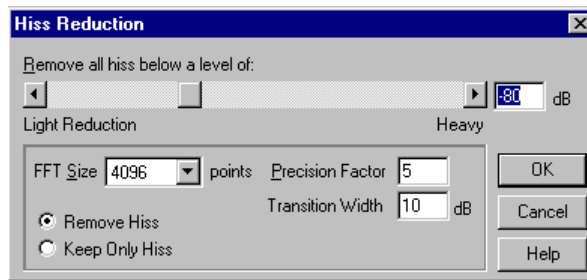 Hiss Reduction
Remove all hiss below a level of:
-80 dB
Light Reduction Heavy
FFT Size 4096 points Precision Factor 5
Transition Width 10 dB
Remove Hiss
Keep Only Hiss
OK
Cancel
Help